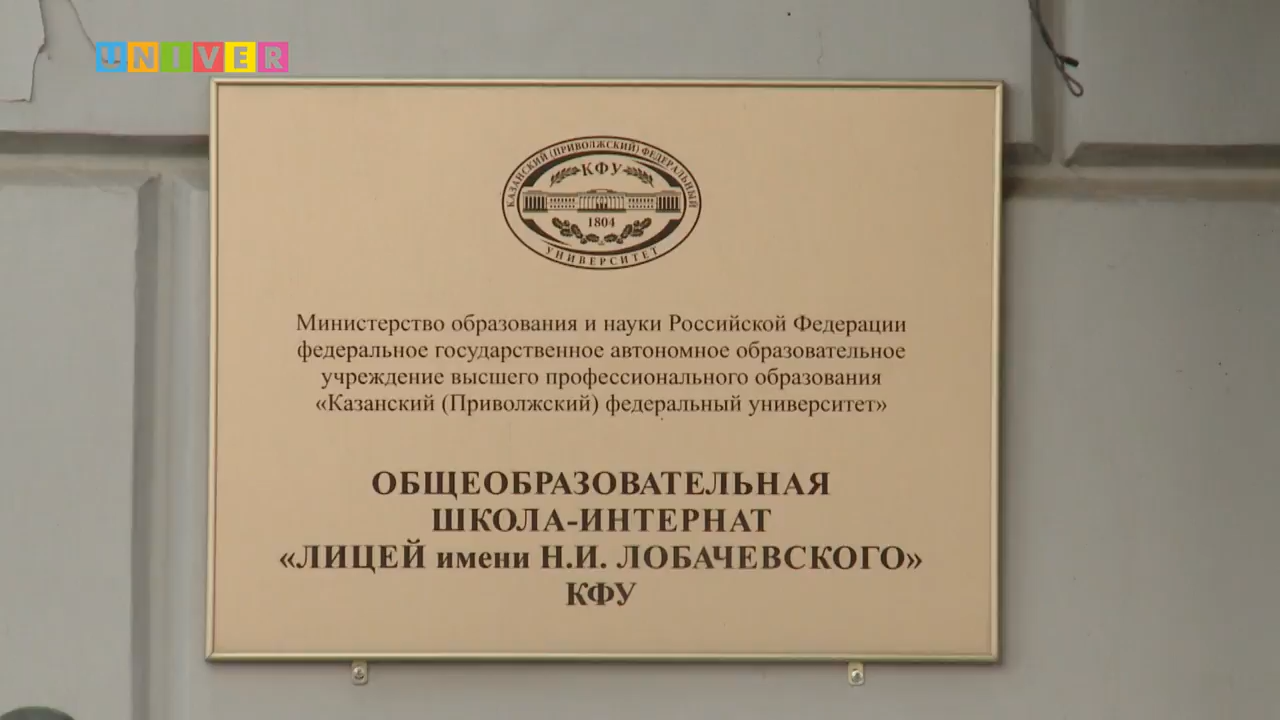 UNIVER
КАЗАНСКИЙ (ПРИВОЛЖСКИЙ) ФЕДЕРАЛЬНЫЙ
КФУ
1804
УНИВЕРСИТЕТ
Министерство образования и науки Российской Федерации
федеральное государственное автономное образовательное
учреждение высшего профессионального образования
«Казанский (Приволжский) федеральный университет»
ОБЩЕОБРАЗОВАТЕЛЬНАЯ
ШКОЛА-ИНТЕРНАТ
«ЛИЦЕЙ имени Н.И. ЛОБАЧЕВСКОГО»
КФУ